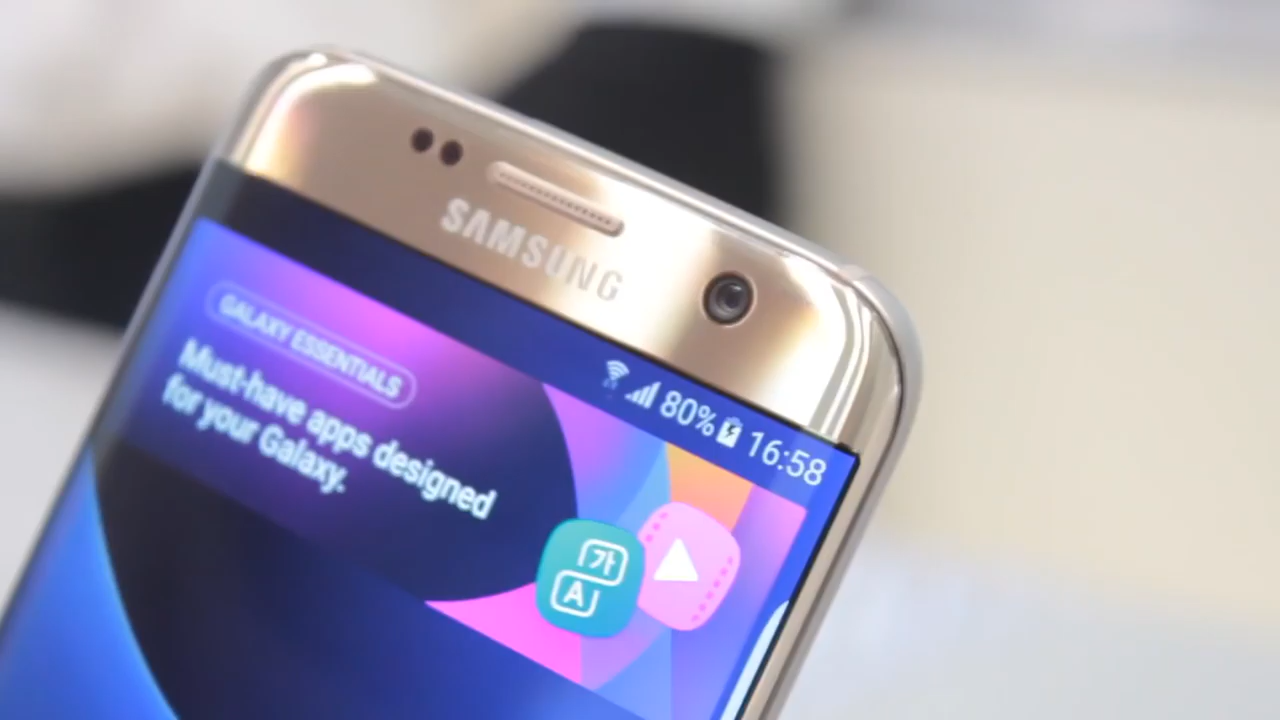 SAMSUNG
80% 16:58
GALAXY ESSENTIALS
Must-have apps designed
for your Galaxy.
가
A